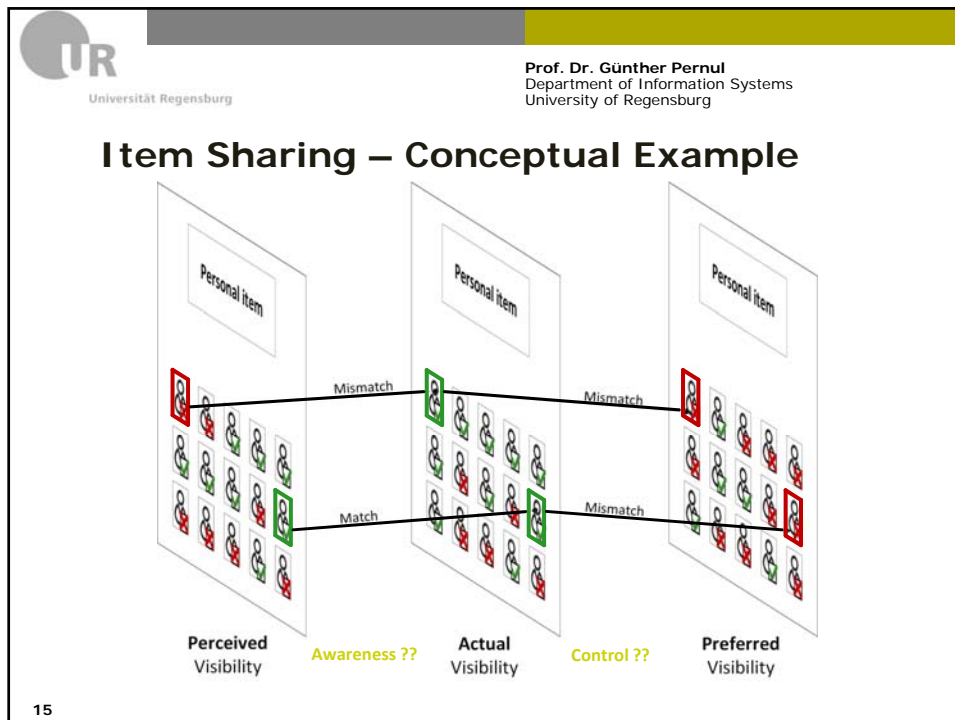 UR
Universität Regensburg
Prof. Dr. Günther Pernul
Department of Information Systems
University of Regensburg
Item Sharing – Conceptual Example
Personal item
Personal item
Personal item
Mismatch
Mismatch
Match
Mismatch
Perceived
Visibility
Awareness ??
Actual
Visibility
Control ??
Preferred
Visibility
15